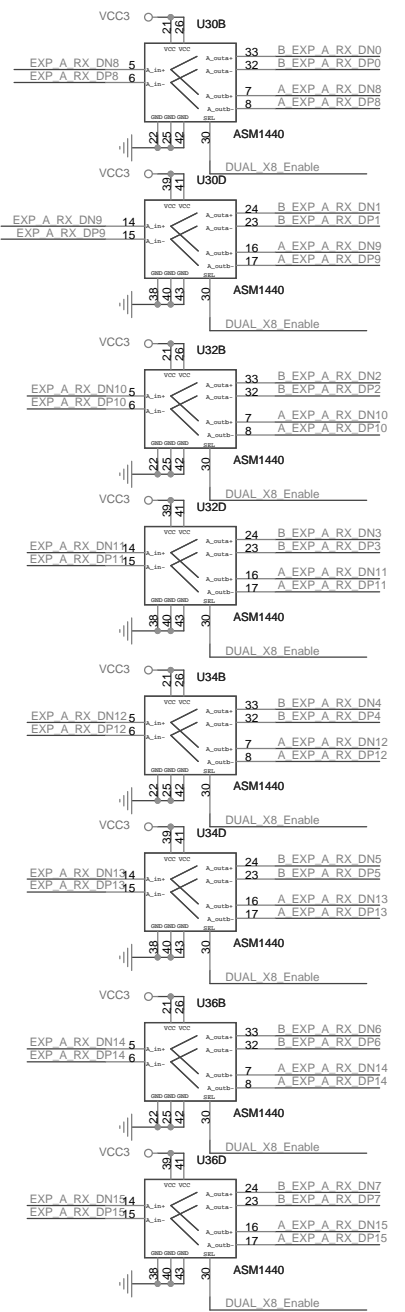 VCC3 21 26 U30B
VCC VCC
EXP_A_RX_DN8 5 A_in+ A_outa+ 33 B_EXP_A_RX_DN0
EXP_A_RX_DP8 6 A_in- A_outa- 32 B_EXP_A_RX_DP0
A_outb+ 7 A_EXP_A_RX_DN8
A_outb- 8 A_EXP_A_RX_DP8
GND GND GND SEL
22 25 42 30 ASM1440
DUAL_X8_Enable
VCC3 39 41 U30D
VCC VCC
EXP_A_RX_DN9 14 A_in+ A_outa+ 24 B_EXP_A_RX_DN1
EXP_A_RX_DP9 15 A_in- A_outa- 23 B_EXP_A_RX_DP1
A_outb+ 16 A_EXP_A_RX_DN9
A_outb- 17 A_EXP_A_RX_DP9
GND GND GND SEL
38 40 43 30 ASM1440
DUAL_X8_Enable
VCC3 21 26 U32B
VCC VCC
EXP_A_RX_DN10 5 A_in+ A_outa+ 33 B_EXP_A_RX_DN2
EXP_A_RX_DP10 6 A_in- A_outa- 32 B_EXP_A_RX_DP2
A_outb+ 7 A_EXP_A_RX_DN10
A_outb- 8 A_EXP_A_RX_DP10
GND GND GND SEL
22 25 42 30 ASM1440
DUAL_X8_Enable
VCC3 39 41 U32D
VCC VCC
EXP_A_RX_DN11 14 A_in+ A_outa+ 24 B_EXP_A_RX_DN3
EXP_A_RX_DP11 15 A_in- A_outa- 23 B_EXP_A_RX_DP3
A_outb+ 16 A_EXP_A_RX_DN11
A_outb- 17 A_EXP_A_RX_DP11
GND GND GND SEL
38 40 43 30 ASM1440
DUAL_X8_Enable
VCC3 21 26 U34B
VCC VCC
EXP_A_RX_DN12 5 A_in+ A_outa+ 33 B_EXP_A_RX_DN4
EXP_A_RX_DP12 6 A_in- A_outa- 32 B_EXP_A_RX_DP4
A_outb+ 7 A_EXP_A_RX_DN12
A_outb- 8 A_EXP_A_RX_DP12
GND GND GND SEL
22 25 42 30 ASM1440
DUAL_X8_Enable
VCC3 39 41 U34D
VCC VCC
EXP_A_RX_DN13 14 A_in+ A_outa+ 24 B_EXP_A_RX_DN5
EXP_A_RX_DP13 15 A_in- A_outa- 23 B_EXP_A_RX_DP5
A_outb+ 16 A_EXP_A_RX_DN13
A_outb- 17 A_EXP_A_RX_DP13
GND GND GND SEL
38 40 43 30 ASM1440
DUAL_X8_Enable
VCC3 21 26 U36B
VCC VCC
EXP_A_RX_DN14 5 A_in+ A_outa+ 33 B_EXP_A_RX_DN6
EXP_A_RX_DP14 6 A_in- A_outa- 32 B_EXP_A_RX_DP6
A_outb+ 7 A_EXP_A_RX_DN14
A_outb- 8 A_EXP_A_RX_DP14
GND GND GND SEL
22 25 42 30 ASM1440
DUAL_X8_Enable
VCC3 39 41 U36D
VCC VCC
EXP_A_RX_DN15 14 A_in+ A_outa+ 24 B_EXP_A_RX_DN7
EXP_A_RX_DP15 15 A_in- A_outa- 23 B_EXP_A_RX_DP7
A_outb+ 16 A_EXP_A_RX_DN15
A_outb- 17 A_EXP_A_RX_DP15
GND GND GND SEL
38 40 43 30 ASM1440
DUAL_X8_Enable